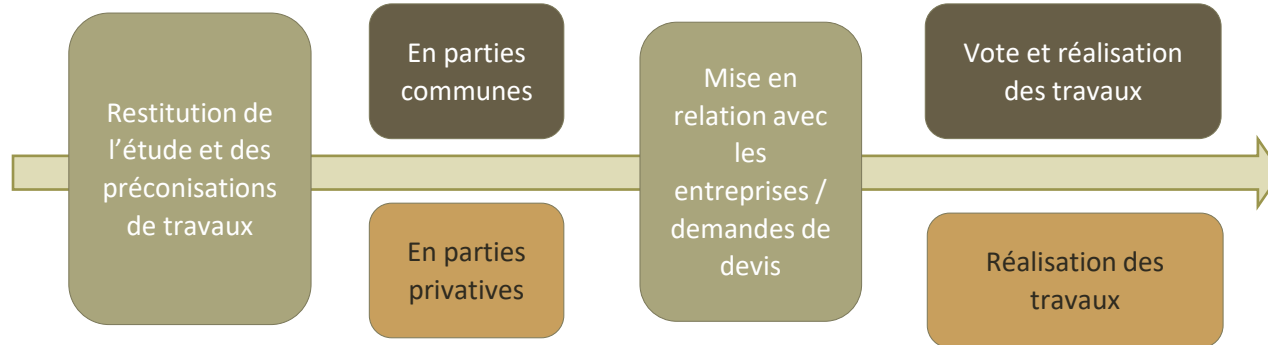 Restitution de
l'étude et des
préconisations
de travaux
En parties
communes
En parties
privatives
Mise en
relation avec
les
entreprises /
demandes de
devis
Vote et réalisation
des travaux
Réalisation des
travaux